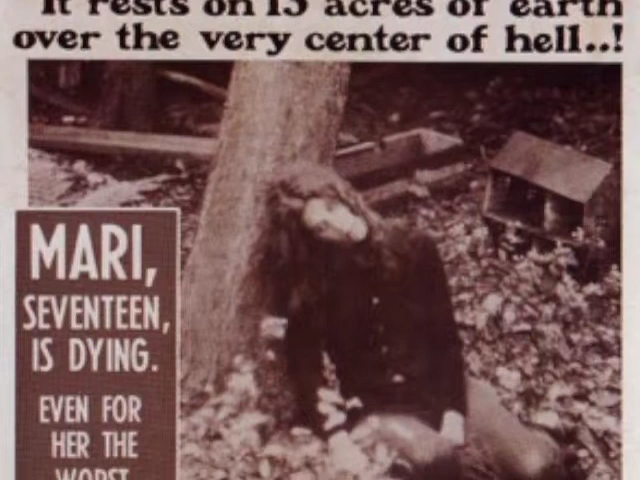 It rests on 13 acres of earth
over the very center of hell..!
MARI,
SEVENTEEN,
IS DYING.
EVEN FOR
HER THE
WORST